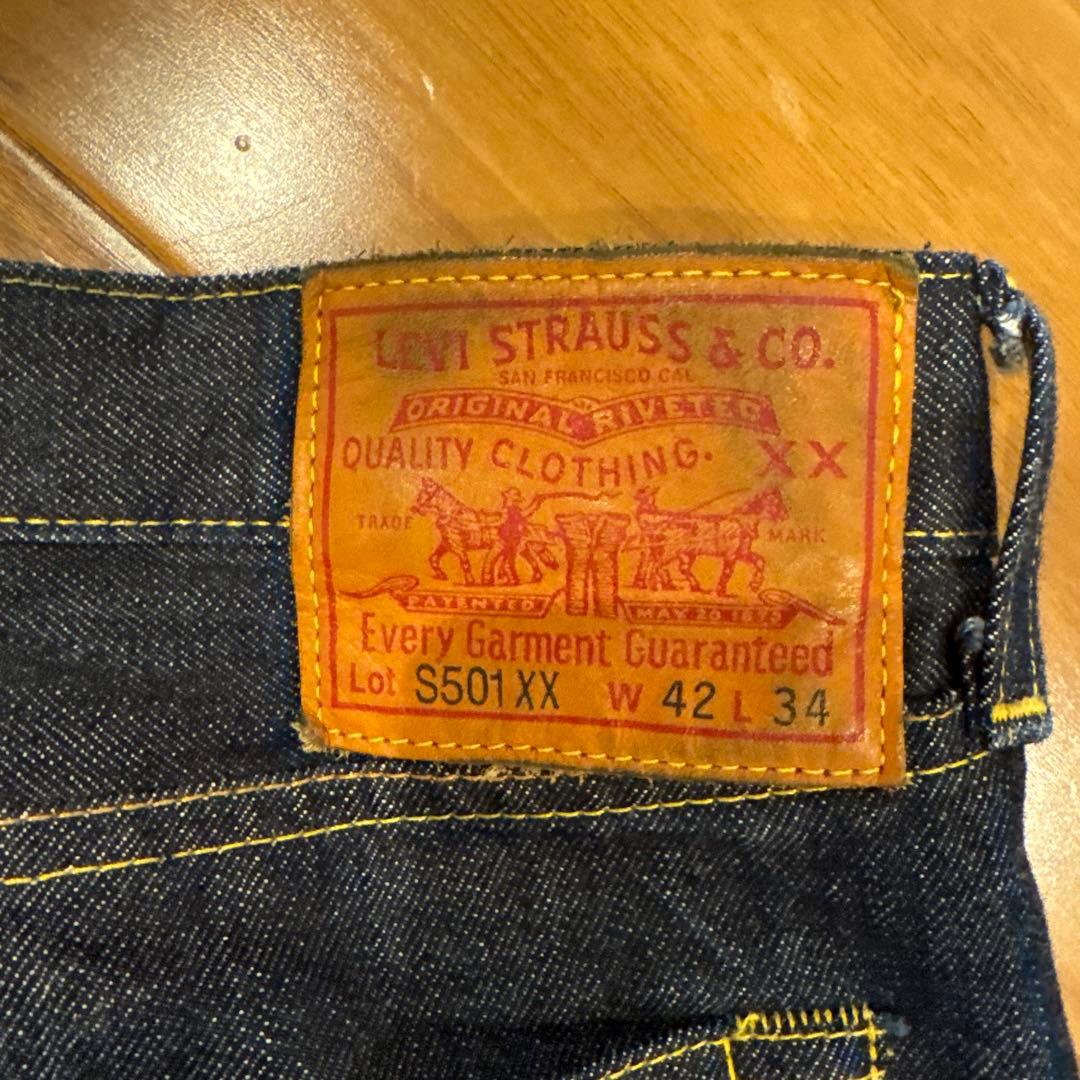 LEVI STRAUSS & CO.
SAN FRANCISCO CAL
ORIGINAL RIVETED
QUALITY CLOTHING. XX
TRADE MARK
PATENTED MAY 20 1873
Every Garment Guaranteed
Lot S501XX W 42 L 34